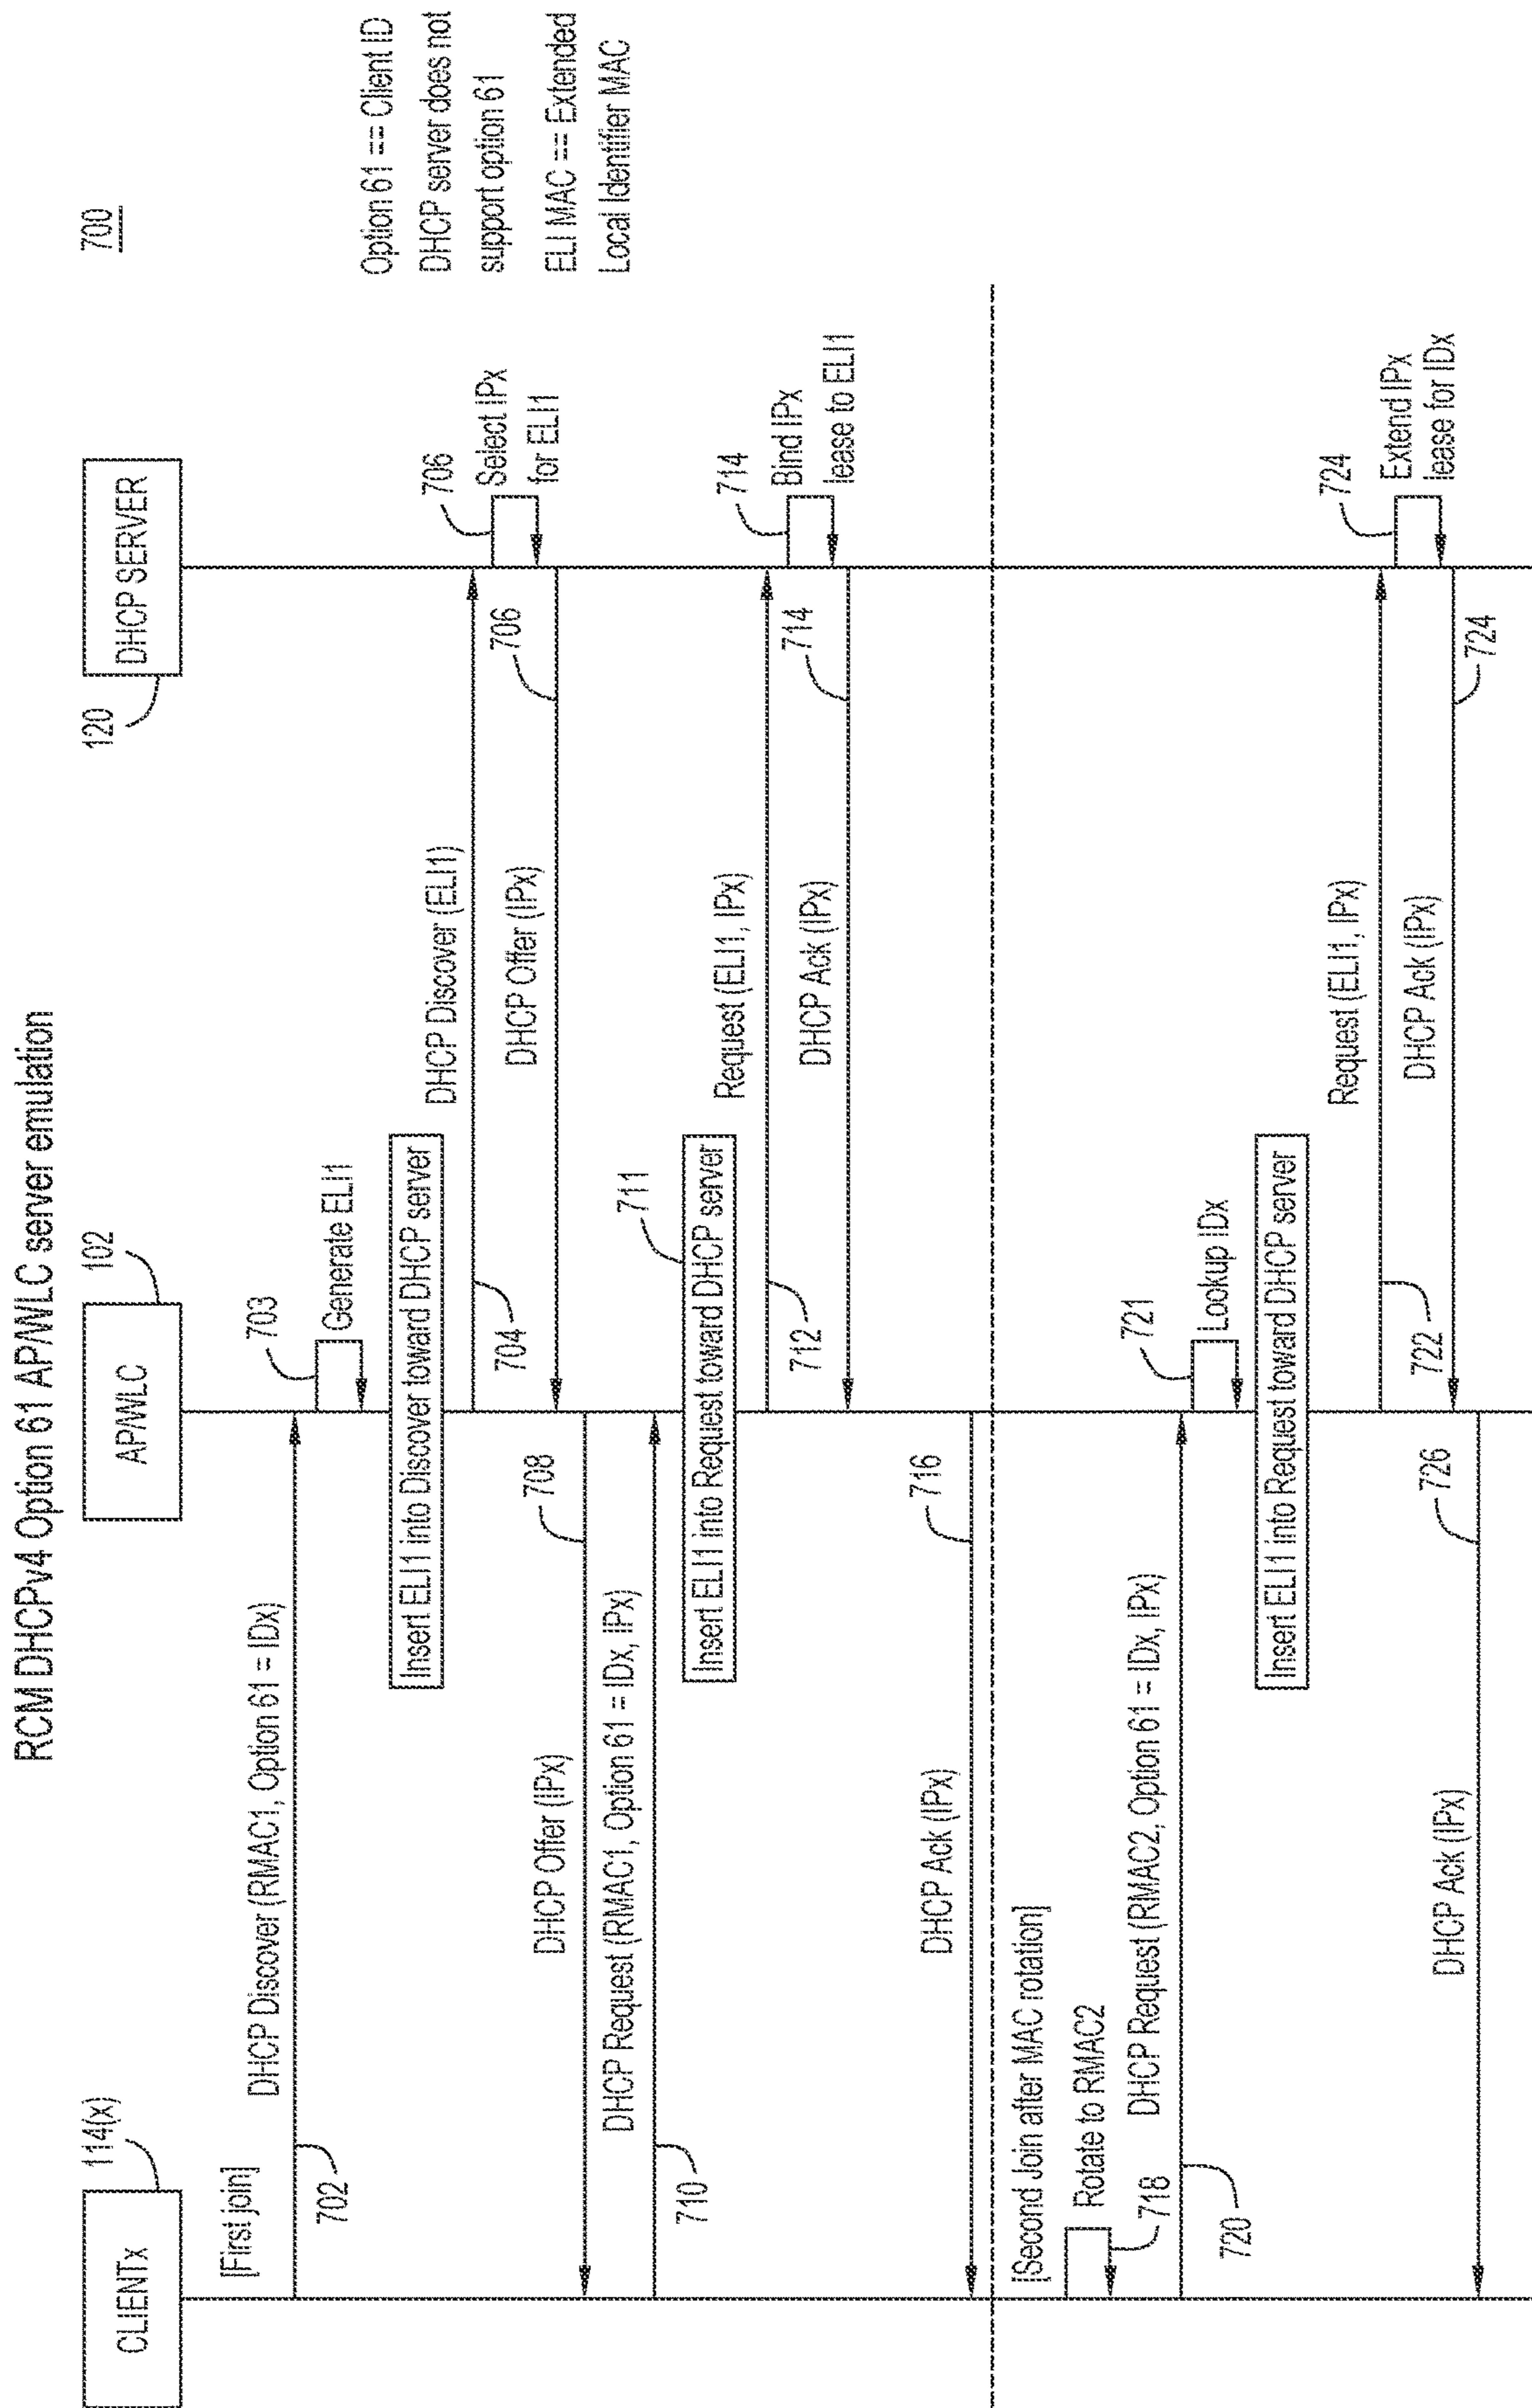 RCM DHCPv4 Option 61 AP/WLC server emulation
700
114(x)
CLIENTx
102
AP/WLC
120
DHCP SERVER
Option 61 == Client ID
DHCP server does not
support option 61
ELI MAC == Extended
Local Identifier MAC
[First join]
DHCP Discover (RMAC1, Option 61 = IDx)
702
703
Generate ELI1
Insert ELI1 into Discover toward DHCP server
DHCP Discover (ELI1)
704
706
Select IPx
for ELI1
DHCP Offer (IPx)
706
DHCP Offer (IPx)
708
DHCP Request (RMAC1, Option 61 = IDx, IPx)
710
711
Insert ELI1 into Request toward DHCP server
Request (ELI1, IPx)
712
714
Bind IPx
lease to ELI1
DHCP Ack (IPx)
714
DHCP Ack (IPx)
716
[Second Join after MAC rotation]
Rotate to RMAC2
718
DHCP Request (RMAC2, Option 61 = IDx, IPx)
720
721
Lookup IDx
Insert ELI1 into Request toward DHCP server
Request (ELI1, IPx)
722
724
Extend IPx
lease for IDx
DHCP Ack (IPx)
724
DHCP Ack (IPx)
726